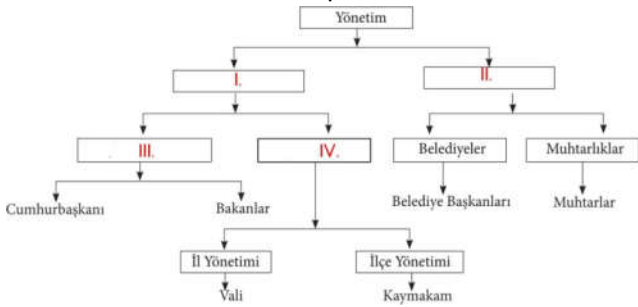 Yönetim
I.
II.
III.
IV.
Belediyeler
Muhtarlıklar
Cumhurbaşkanı
Bakanlar
Belediye Başkanları
Muhtarlar
İl Yönetimi
İlçe Yönetimi
Vali
Kaymakam